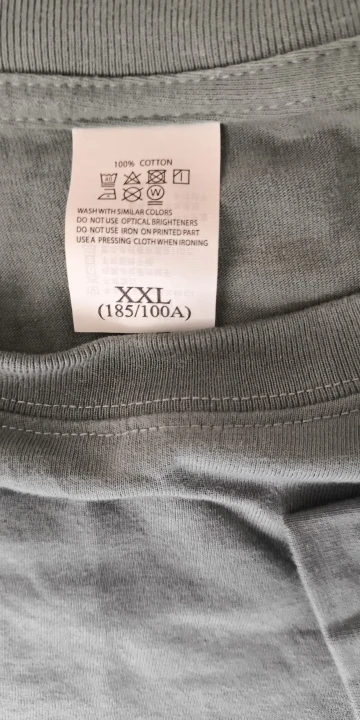 100% COTTON
WASH WITH SIMILAR COLORS
DO NOT USE OPTICAL BRIGHTENERS
DO NOT USE IRON ON PRINTED PART
USE A PRESSING CLOTH WHEN IRONING
XXL
(185/100A)